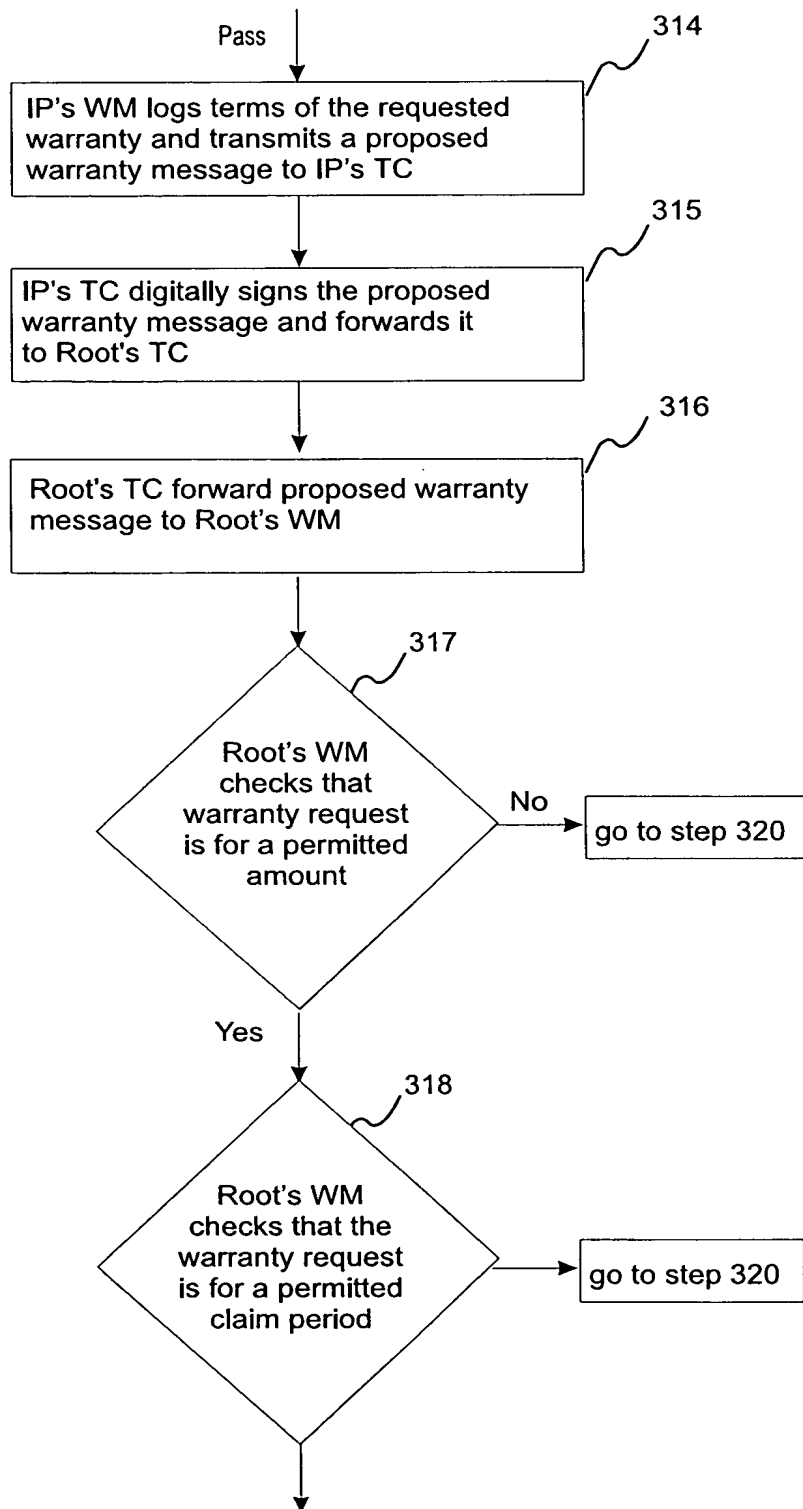 Pass
314
IP's WM logs terms of the requested
warranty and transmits a proposed
warranty message to IP's TC
315
IP's TC digitally signs the proposed
warranty message and forwards it
to Root's TC
316
Root's TC forward proposed warranty
message to Root's WM
317
Root's WM
checks that
warranty request
is for a permitted
amount
No
go to step 320
Yes
318
Root's WM
checks that the
warranty request
is for a permitted
claim period
go to step 320